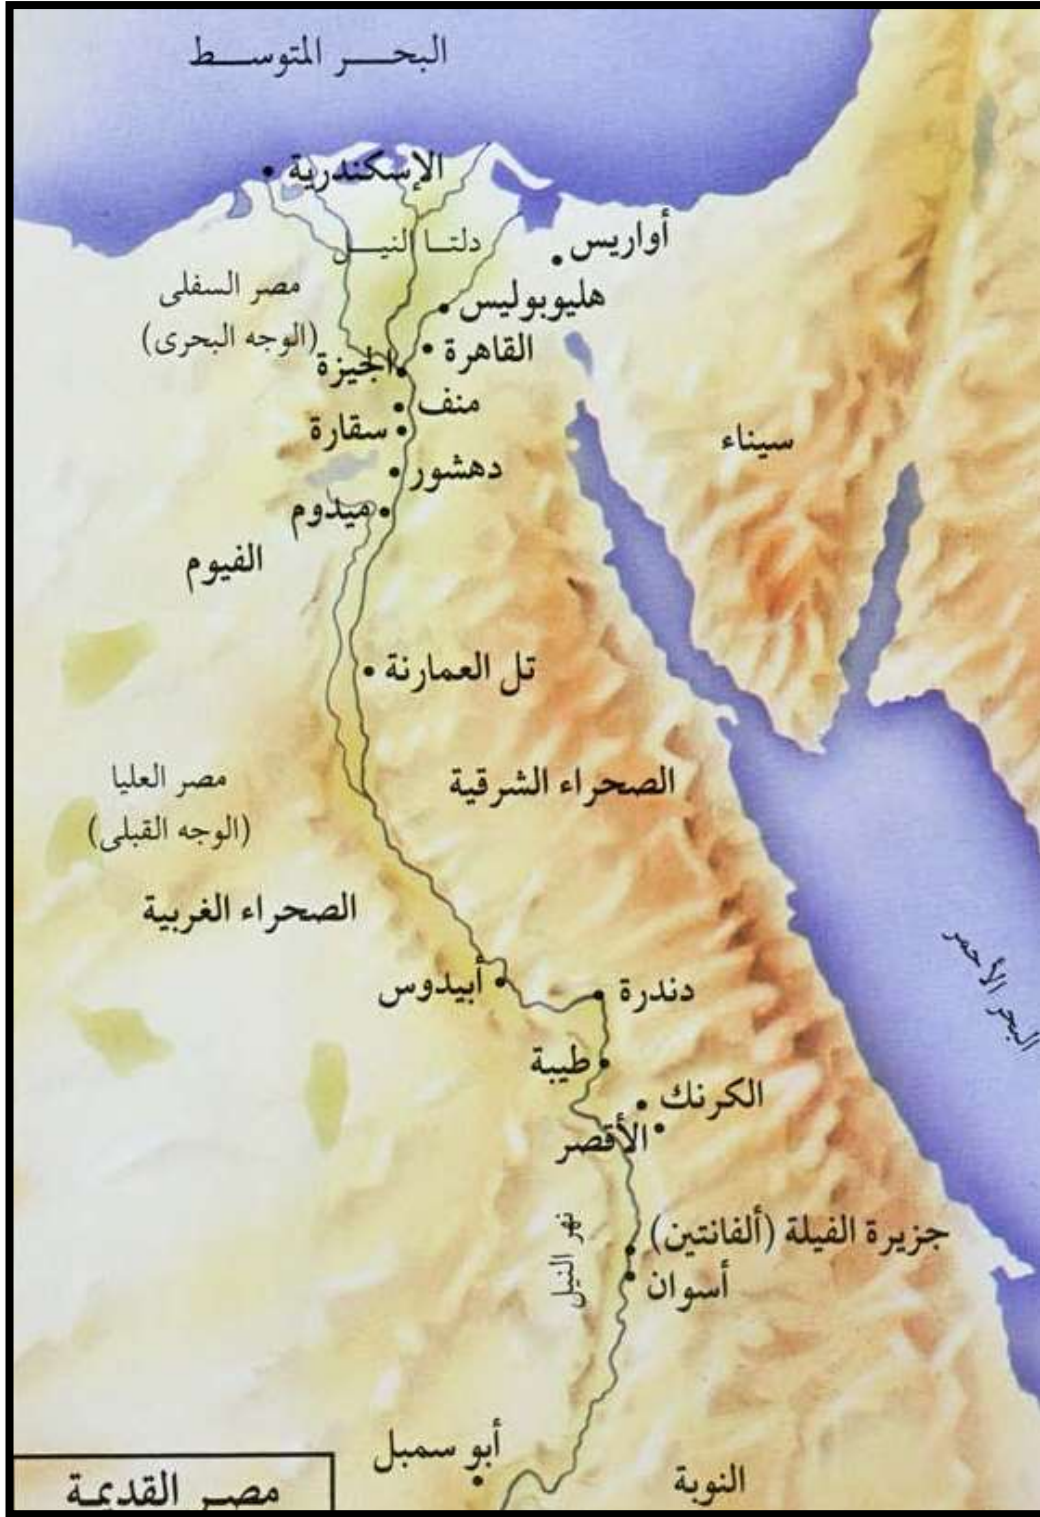 البحر المتوسط
الإسكندرية
دلتا النيل
أواريس
مصر السفلى
(الوجه البحرى)
هليوبوليس
القاهرة
الجيزة
منف
سقارة
سيناء
دهشور
ميدوم
الفيوم
تل العمارنة
مصر العليا
(الوجه القبلى)
الصحراء الشرقية
الصحراء الغربية
البحر الأحمر
أبيدوس
دندرة
طيبة
الكرنك
الأقصر
نهر النيل
جزيرة الفيلة (ألفانتين)
أسوان
أبو سمبل
النوبة
مصر القديمة